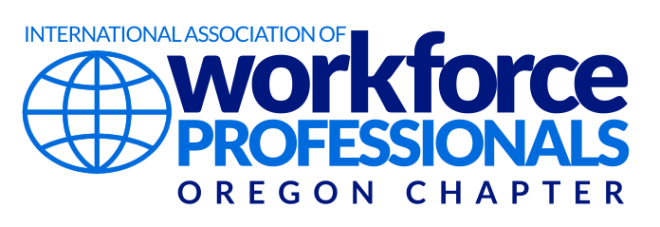 INTERNATIONAL ASSOCIATION OF
workforce
PROFESSIONALS
OREGON CHAPTER